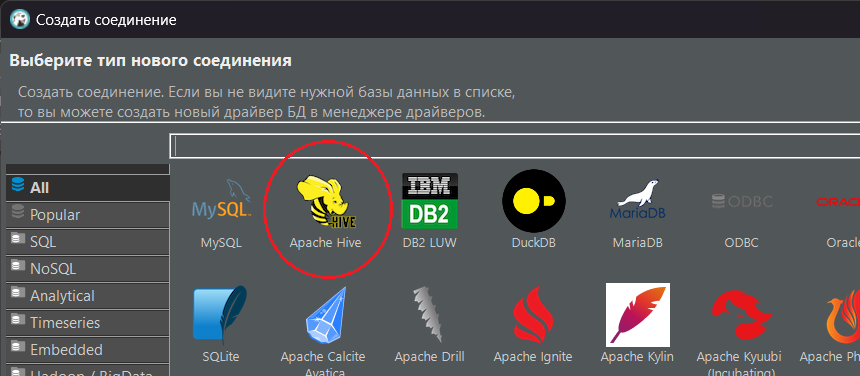 Создать соединение
Выберите тип нового соединения
Создать соединение. Если вы не видите нужной базы данных в списке,
то вы можете создать новый драйвер БД в менеджере драйверов.
All
Popular
SQL
NoSQL
Analytical
Timeseries
Embedded
Hadoop / BigData
MySQL
HIVE
IBM
DB2
MariaDB
ODBC
ORACL
MySQL
Apache Hive
DB2 LUW
DuckDB
MariaDB
ODBC
Oracle
SQLite
Apache Calcite
Avatica
Apache Drill
Apache Ignite
Apache Kylin
Apache Kyuubi
(Incubating)
Apache Ph